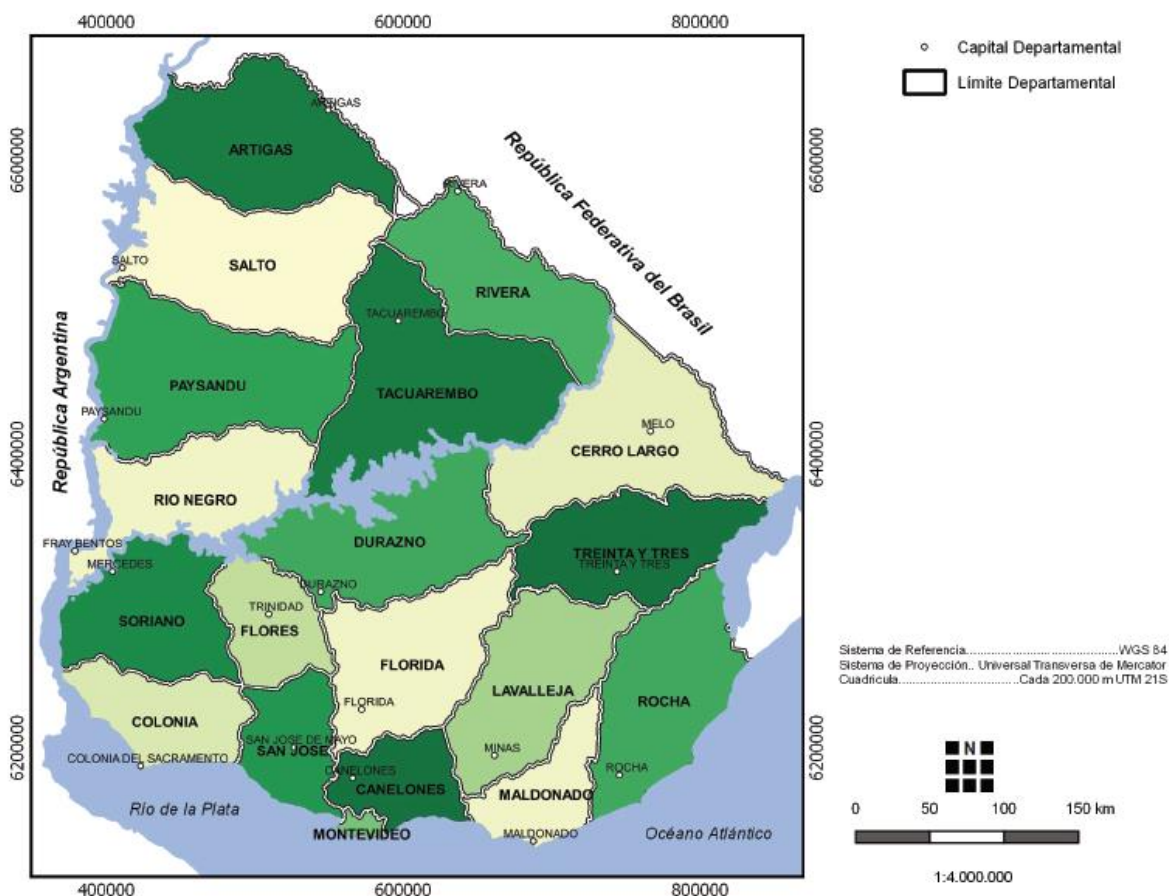 400000 600000 800000
Capital Departamental
Límite Departamental
ARTIGAS
ARTIGAS
6600000
6600000
República Federativa del Brasil
RIVERA
SALTO
SALTO
RIVERA
TACUAREMBO
República Argentina
PAYSANDU
TACUAREMBO
PAYSANDU
MELO
CERRO LARGO
6400000
6400000
RIO NEGRO
DURAZNO
FRAY BENTOS
TREINTA Y TRES
MERCEDES
TREINTA Y TRES
DURAZNO
TRINIDAD
SORIANO
FLORES
FLORIDA
LAVALLEJA
ROCHA
Sistema de Referencia..............................................WGS 84
Sistema de Proyección.. Universal Transversa de Mercator
Cuadricula..............................Cada 200.000 m UTM 21S
FLORIDA
COLONIA
SAN JOSE DE MAYO
SAN JOSE
MINAS
6200000
6200000
COLONIA DEL SACRAMENTO
CANELONES
ROCHA
CANELONES
MALDONADO
N
Río de la Plata
MONTEVIDEO
MALDONADO
Océano Atlántico
0 50 100 150 km
1:4.000.000
400000 600000 800000